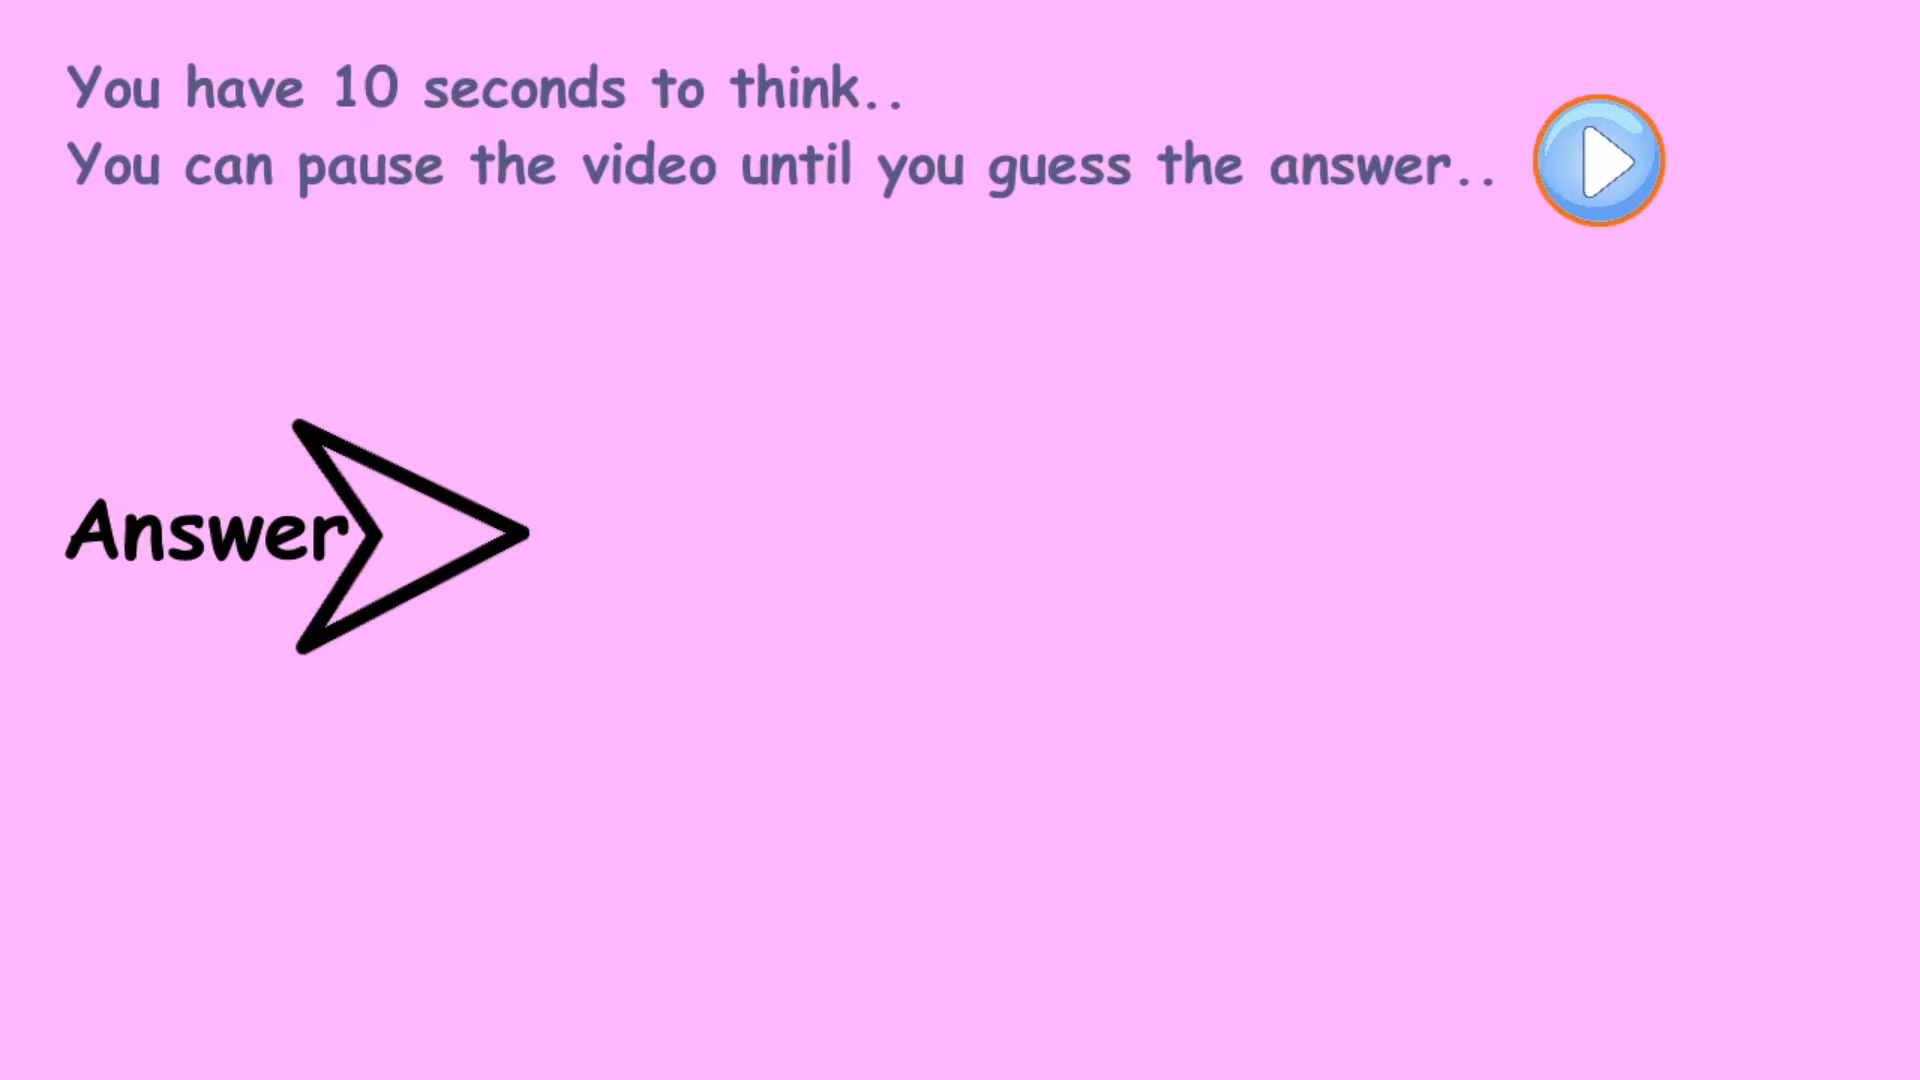 You have 10 seconds to think..
You can pause the video until you guess the answer..
Answer